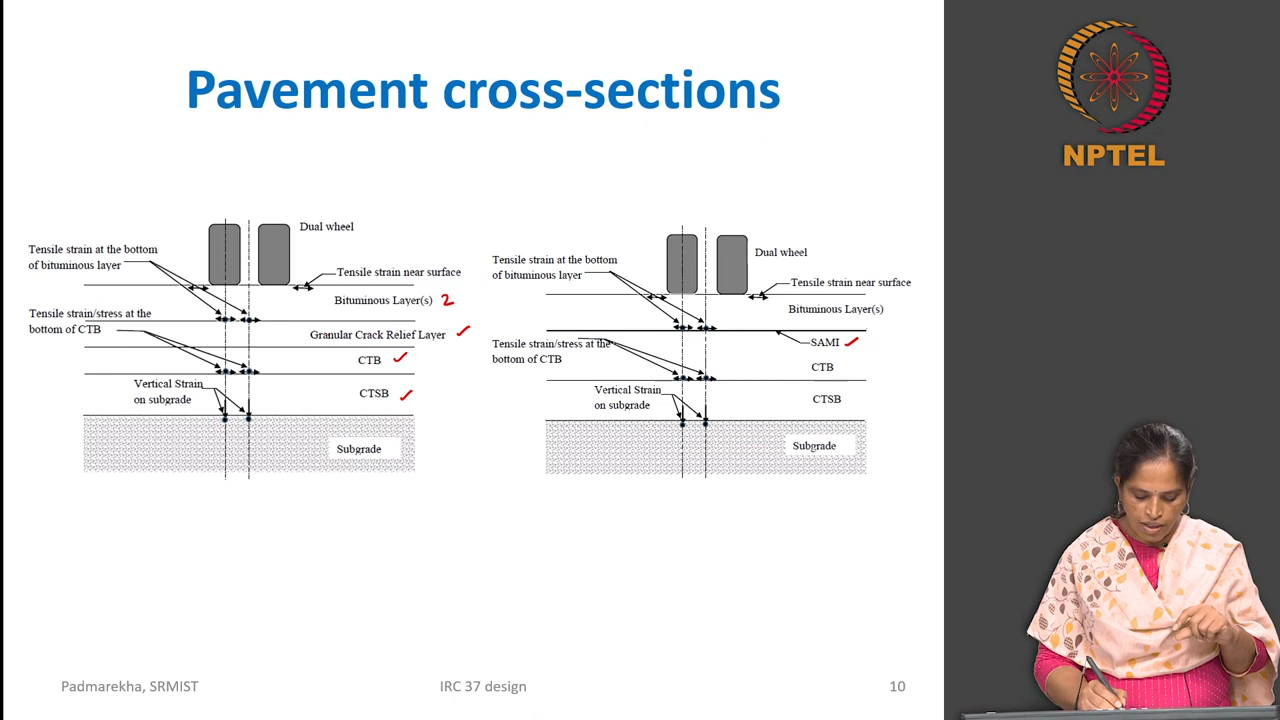 Pavement cross-sections
NPTEL
Dual wheel
Tensile strain at the bottom
of bituminous layer
Tensile strain near surface
Bituminous Layer(s) 2
Tensile strain/stress at the
bottom of CTB
Granular Crack Relief Layer
CTB
Vertical Strain
on subgrade
CTSB
Subgrade
Dual wheel
Tensile strain at the bottom
of bituminous layer
Tensile strain near surface
Bituminous Layer(s)
SAMI
Tensile strain/stress at the
bottom of CTB
CTB
Vertical Strain
on subgrade
CTSB
Subgrade
Padmarekha, SRMIST
IRC 37 design
10